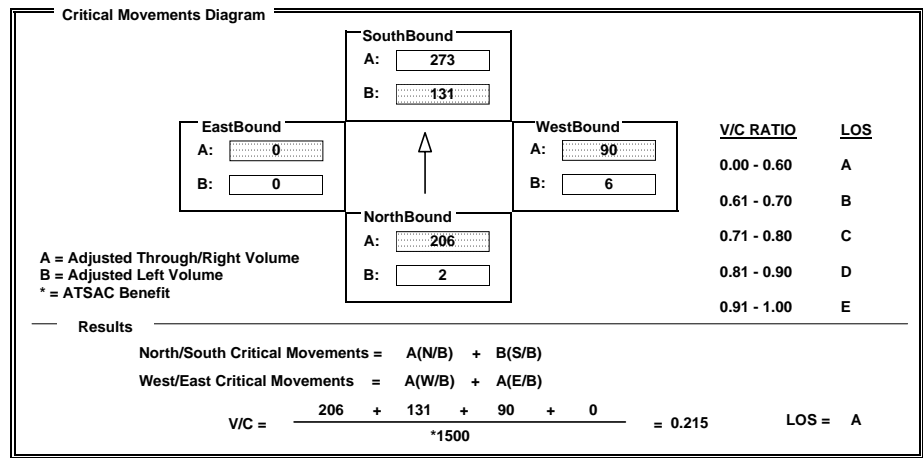 Critical Movements Diagram
SouthBound
A: 273
B: 131
EastBound
A: 0
B: 0
WestBound
A: 90
B: 6
NorthBound
A: 206
B: 2
V/C RATIO LOS
0.00 - 0.60 A
0.61 - 0.70 B
0.71 - 0.80 C
0.81 - 0.90 D
0.91 - 1.00 E
A = Adjusted Through/Right Volume
B = Adjusted Left Volume
* = ATSAC Benefit
Results
North/South Critical Movements = A(N/B) + B(S/B)
West/East Critical Movements = A(W/B) + A(E/B)
206 + 131 + 90 + 0
V/C = = 0.215 LOS = A
*1500